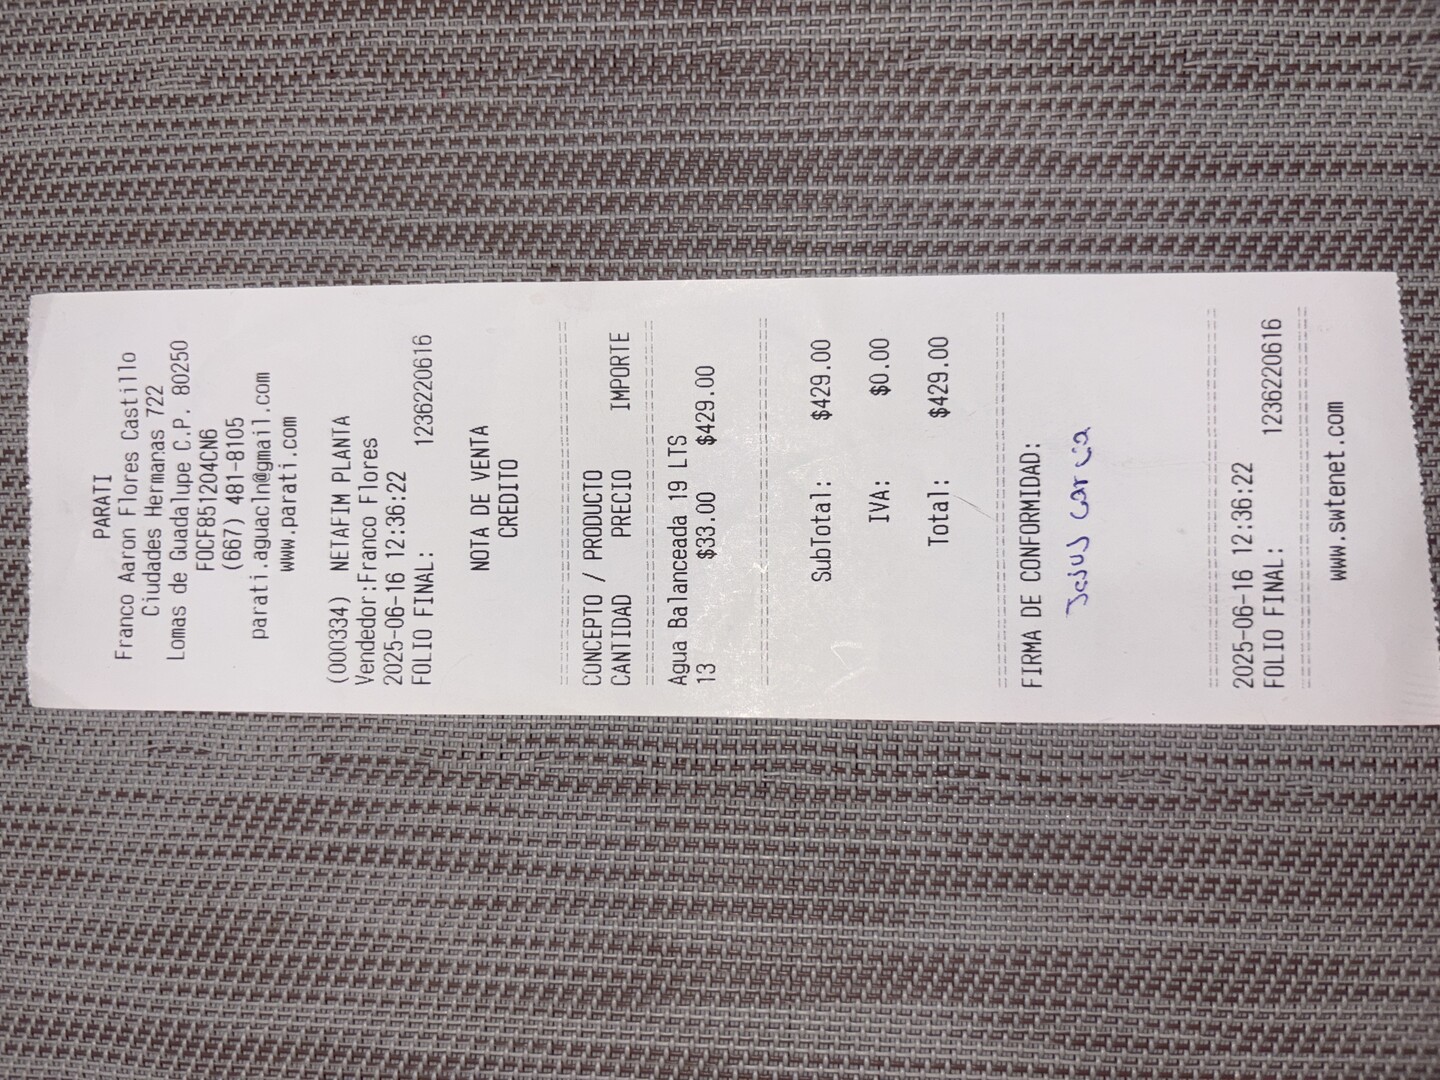 PARATI
Franco Aaron Flores Castillo
Ciudades Hermanas 722
Lomas de Guadalupe C.P. 80250
FOCF851204CN6
(667) 481-8105
parati.aguacln@gmail.com
www.parati.com
(000334) NETAFIM PLANTA
Vendedor:Franco Flores
2025-06-16 12:36:22
FOLIO FINAL: 1236220616
NOTA DE VENTA
CREDITO
CONCEPTO / PRODUCTO
CANTIDAD PRECIO IMPORTE
Agua Balanceada 19 LTS
13 $33.00 $429.00
SubTotal: $429.00
IVA: $0.00
Total: $429.00
FIRMA DE CONFORMIDAD:
Jesus
2025-06-16 12:36:22
FOLIO FINAL: 1236220616
www.swtenet.com